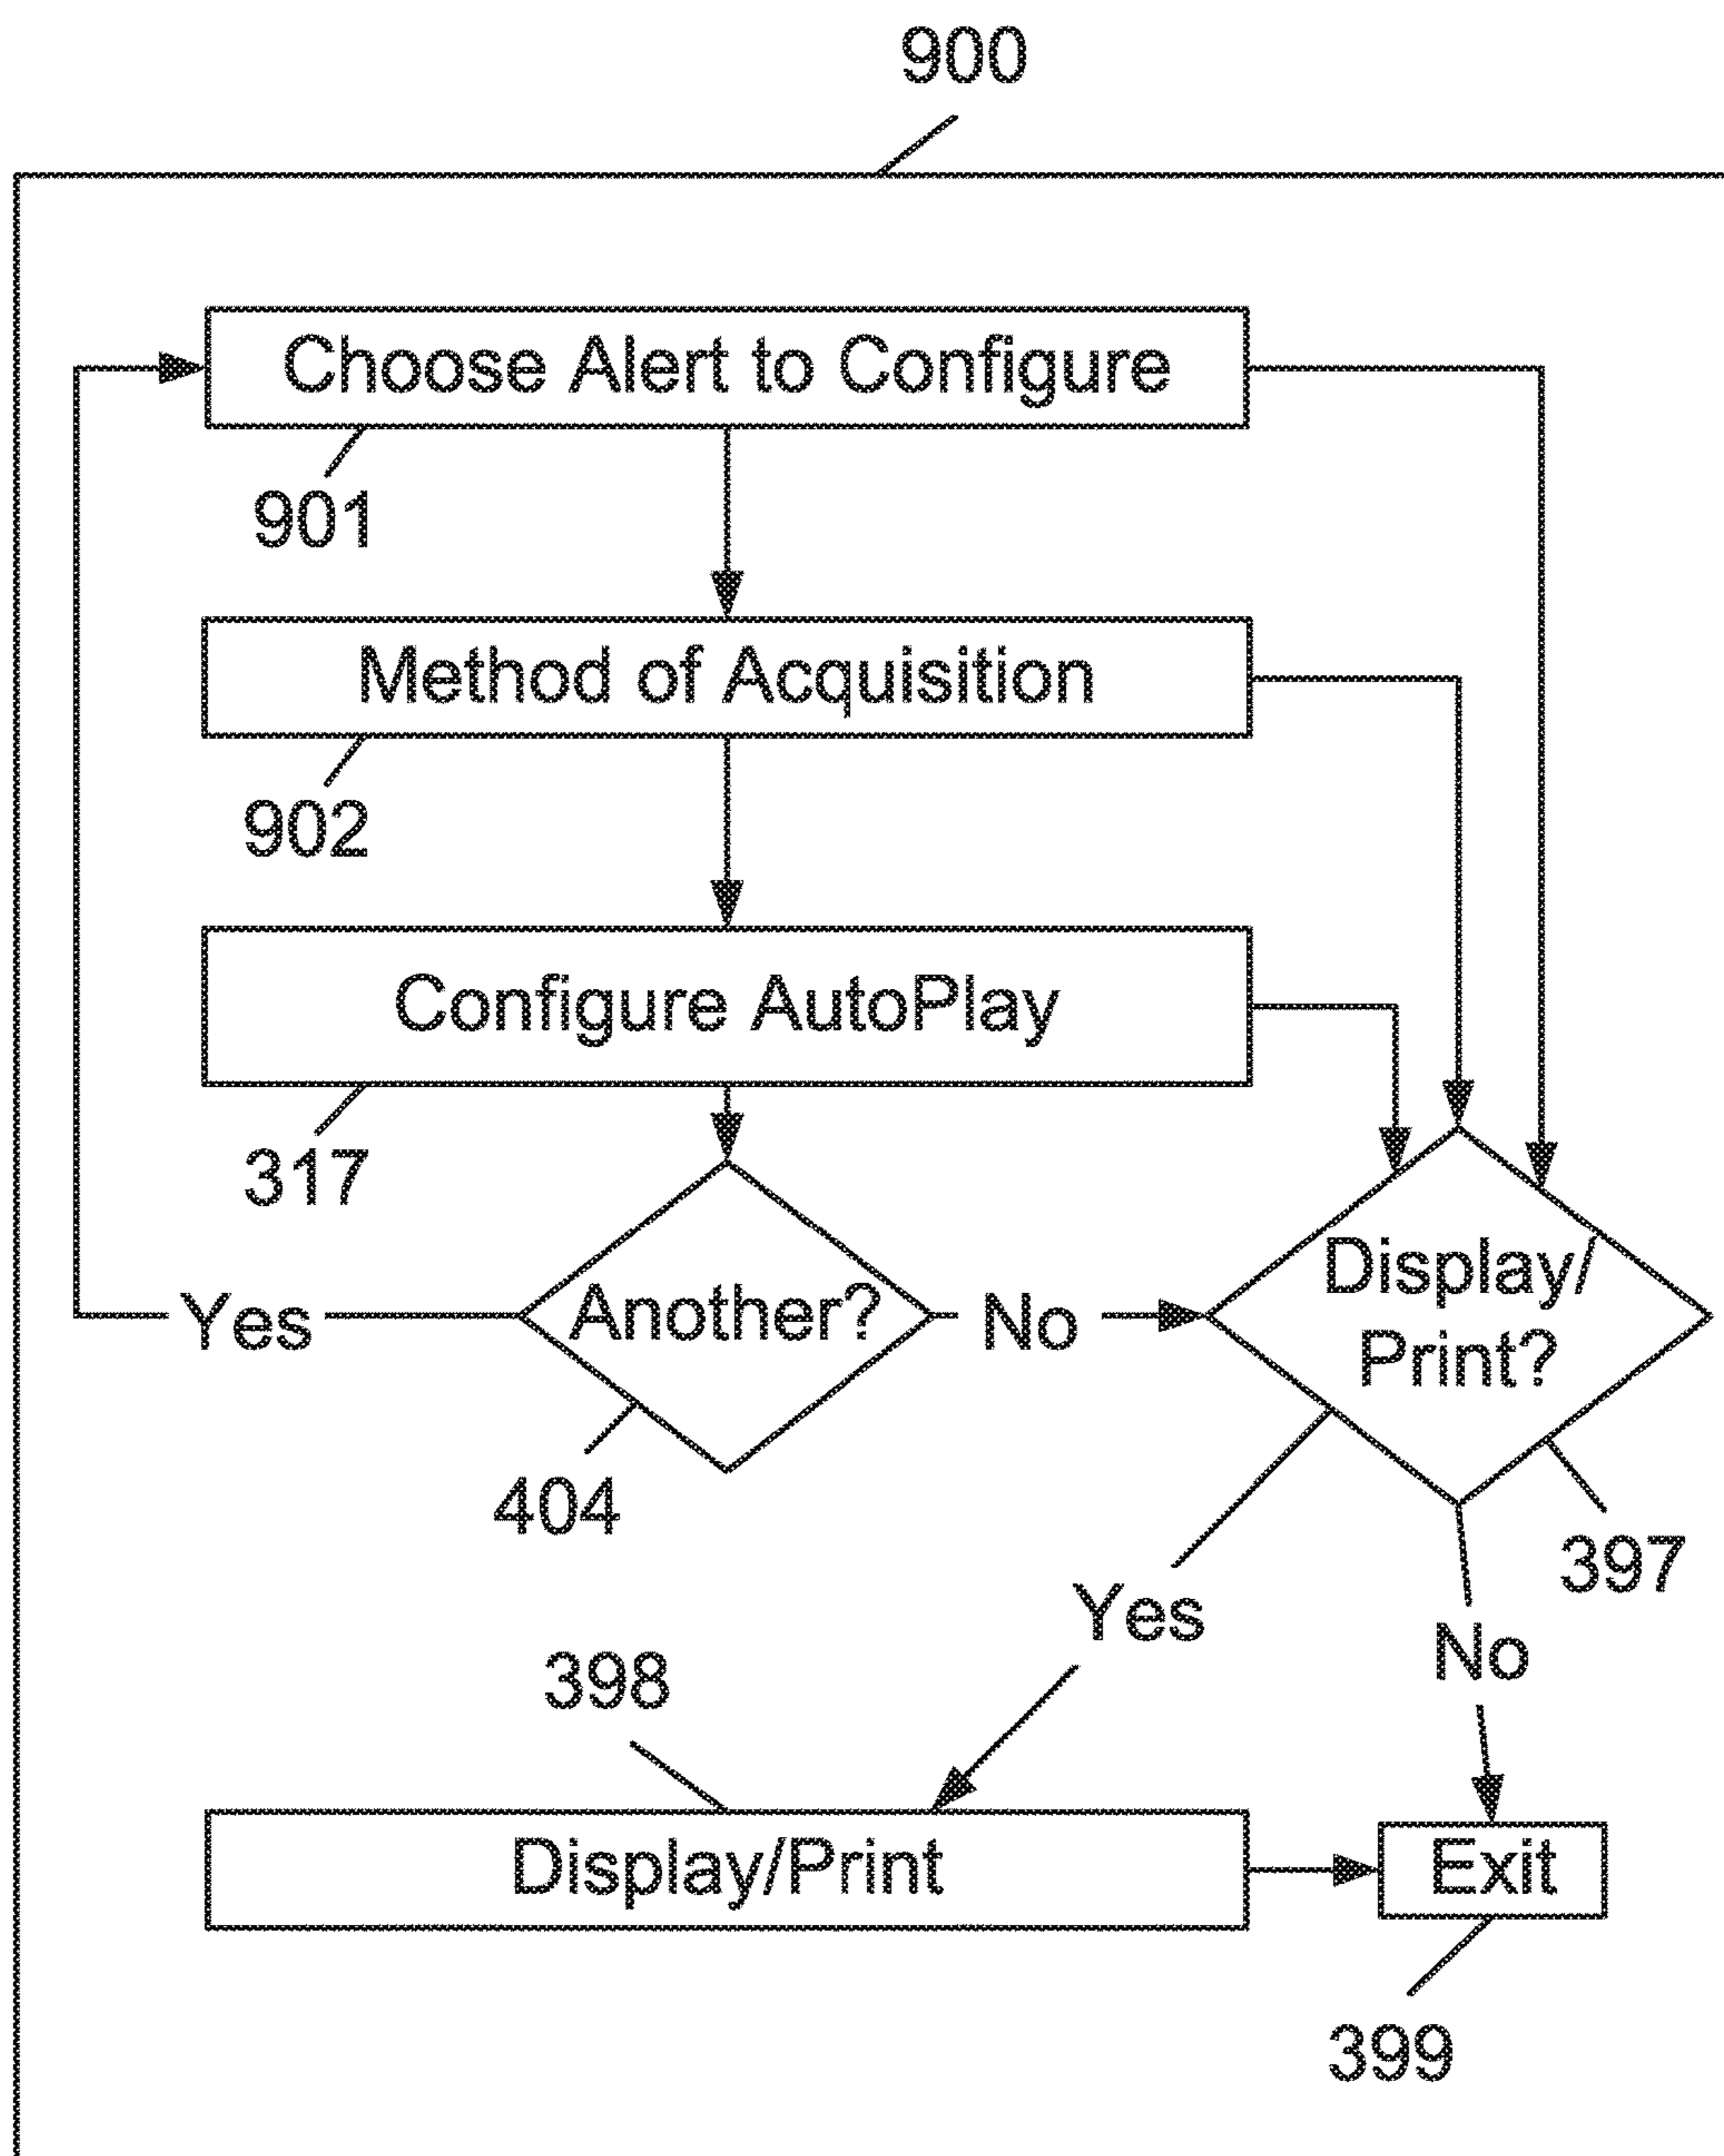 900
Choose Alert to Configure
901
Method of Acquisition
902
Configure AutoPlay
317
Yes
Another?
No
Display/
Print?
404
397
Yes
No
398
Display/Print
Exit
399